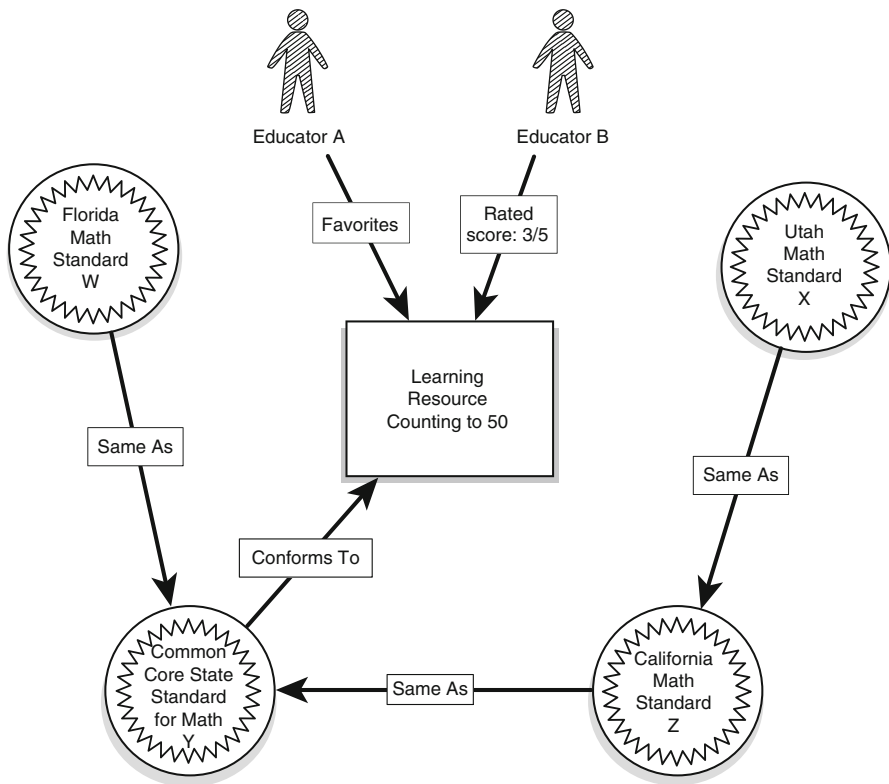 Educator A
Educator B
Favorites
Rated
score: 3/5
Florida
Math
Standard
W
Utah
Math
Standard
X
Learning
Resource
Counting to 50
Same As
Same As
Conforms To
Common
Core State
Standard
for Math
Y
Same As
California
Math
Standard
Z